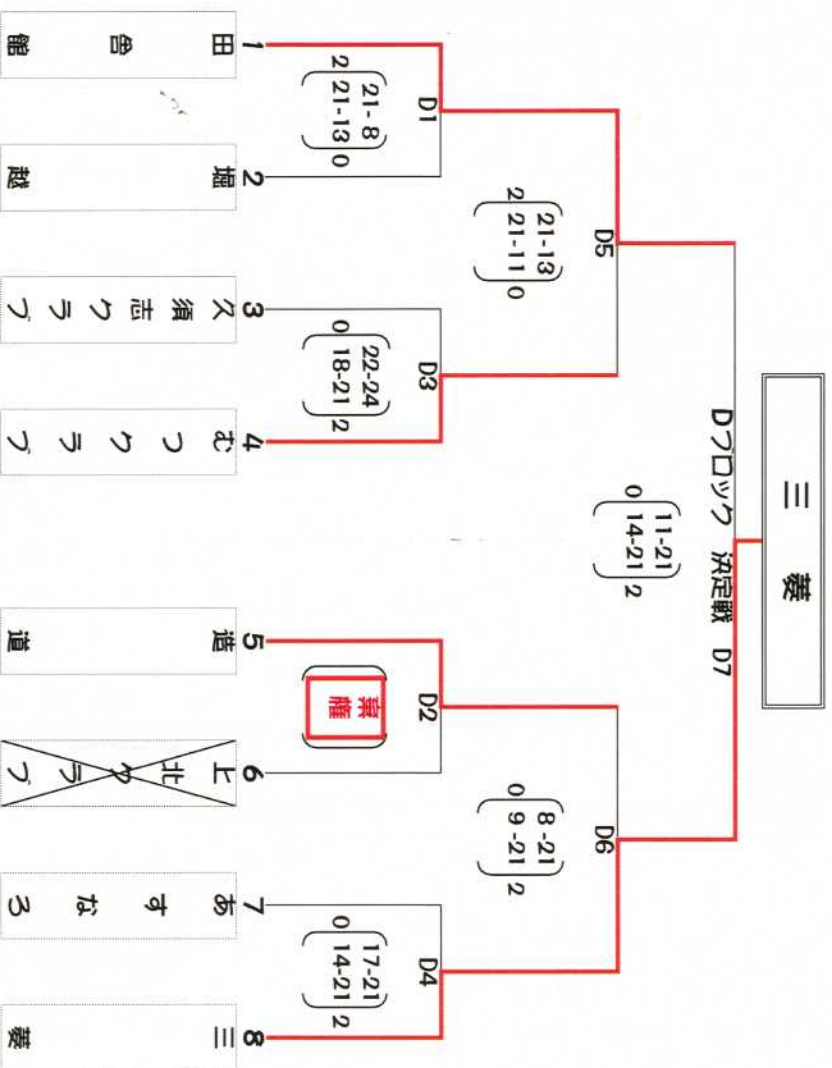 三 菱
Dブロック 決定戦 D7
11-21
0 14-21 2
D5
21-13
2 21-11 0
D6
8 -21
0 9 -21 2
D1
21- 8
2 21-13 0
D3
22-24
0 18-21 2
D2
棄権
D4
17-21
0 14-21 2
1
2
3
4
5
6
7
8
田 舎 館
堀 越
久須志クラブ
むつクラブ
造 道
上北クラブ
あすなろ
三 菱